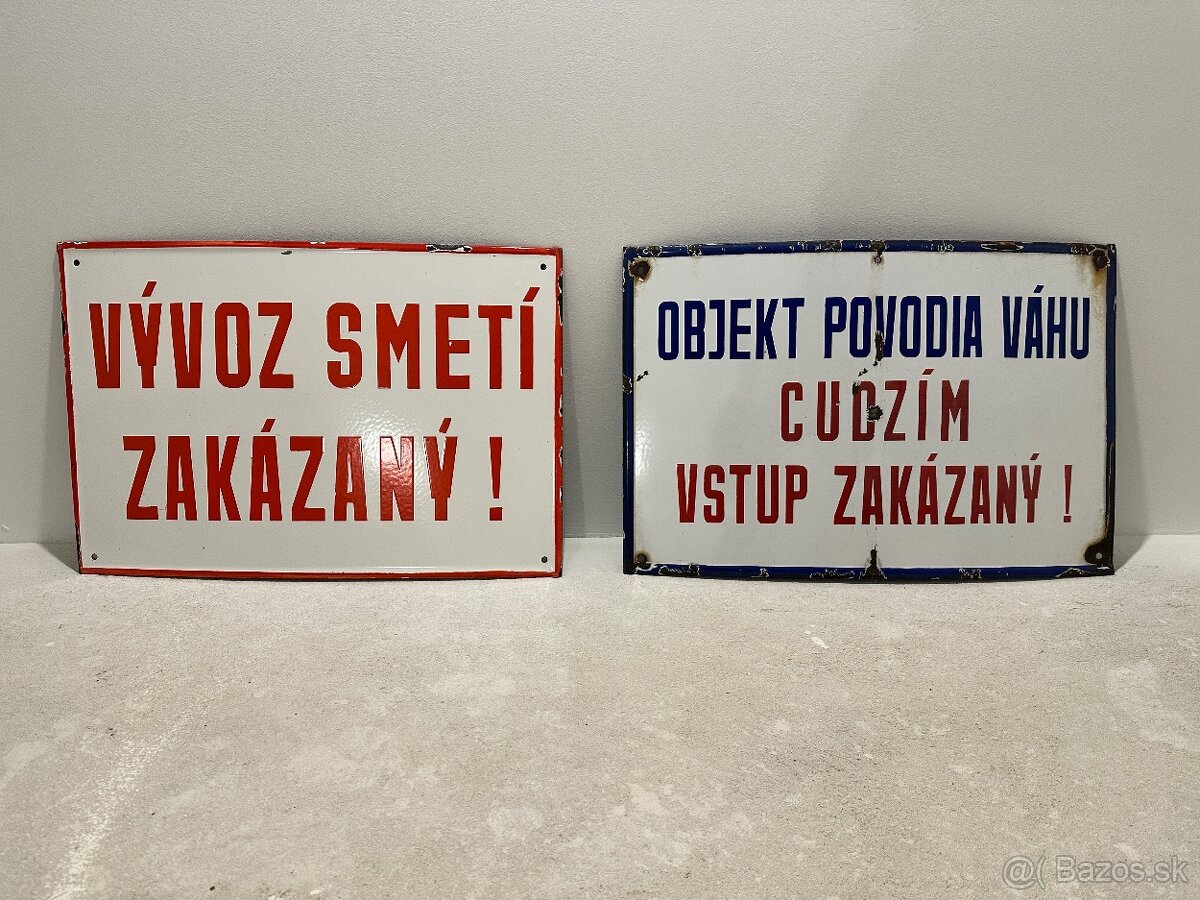 VÝVOZ SMETÍ
ZAKÁZANÝ !
OBJEKT POVODIA VÁHU
CUDZÍM
VSTUP ZAKÁZANÝ !
@( Bazos.sk